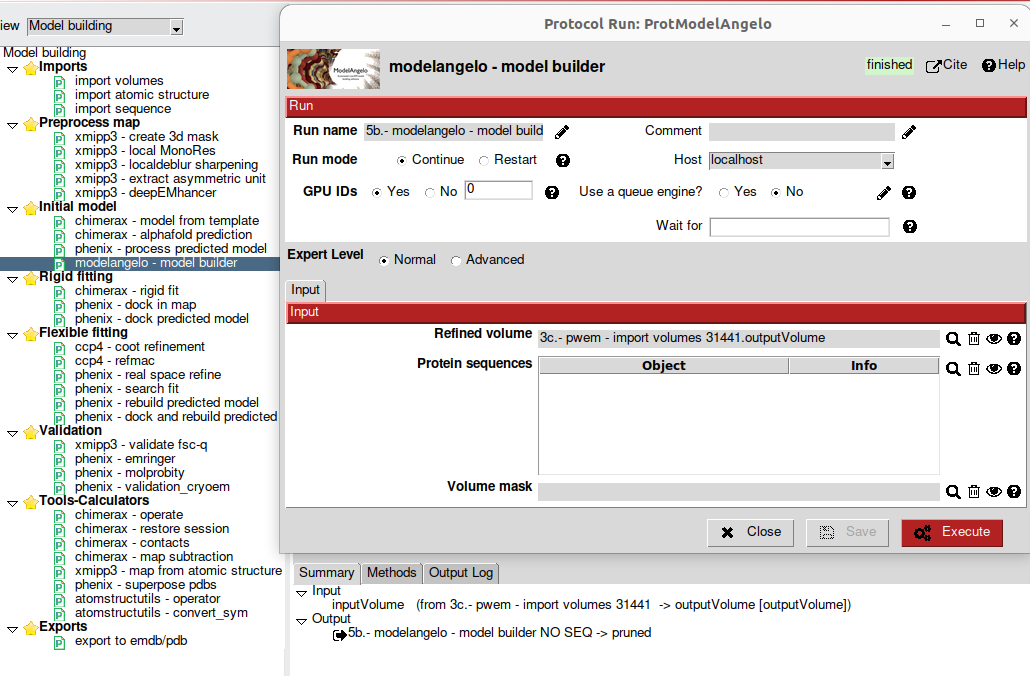 iew Model building
Model building
Imports
import volumes
import atomic structure
import sequence
Preprocess map
xmipp3 - create 3d mask
xmipp3 - local MonoRes
xmipp3 - localdeblur sharpening
xmipp3 - extract asymmetric unit
xmipp3 - deepEMhancer
Initial model
chimerax - model from template
chimerax - alphafold prediction
phenix - process predicted model
modelangelo - model builder
Rigid fitting
chimerax - rigid fit
phenix - dock in map
phenix - dock predicted model
Flexible fitting
ccp4 - coot refinement
ccp4 - refmac
phenix - real space refine
phenix - search fit
phenix - rebuild predicted model
phenix - dock and rebuild predicted
Validation
xmipp3 - validate fsc-q
phenix - emringer
phenix - molprobity
phenix - validation_cryoem
Tools-Calculators
chimerax - operate
chimerax - restore session
chimerax - contacts
chimerax - map subtraction
xmipp3 - map from atomic structure
phenix - superpose pdbs
atomstructutils - operator
atomstructutils - convert_sym
Exports
export to emdb/pdb
Protocol Run: ProtModelAngelo
ModelAngelo
modelangelo - model builder
finished Cite Help
Run
Run name 5b.- modelangelo - model build Comment
Run mode Continue Restart Host localhost
GPU IDs Yes No 0 Use a queue engine? Yes No
Wait for
Expert Level Normal Advanced
Input
Input
Refined volume 3c.- pwem - import volumes 31441.outputVolume
Protein sequences Object Info
Volume mask
Close Save Execute
Summary Methods Output Log
Input
inputVolume (from 3c.- pwem - import volumes 31441 -> outputVolume [outputVolume])
Output
5b.- modelangelo - model builder NO SEQ -> pruned